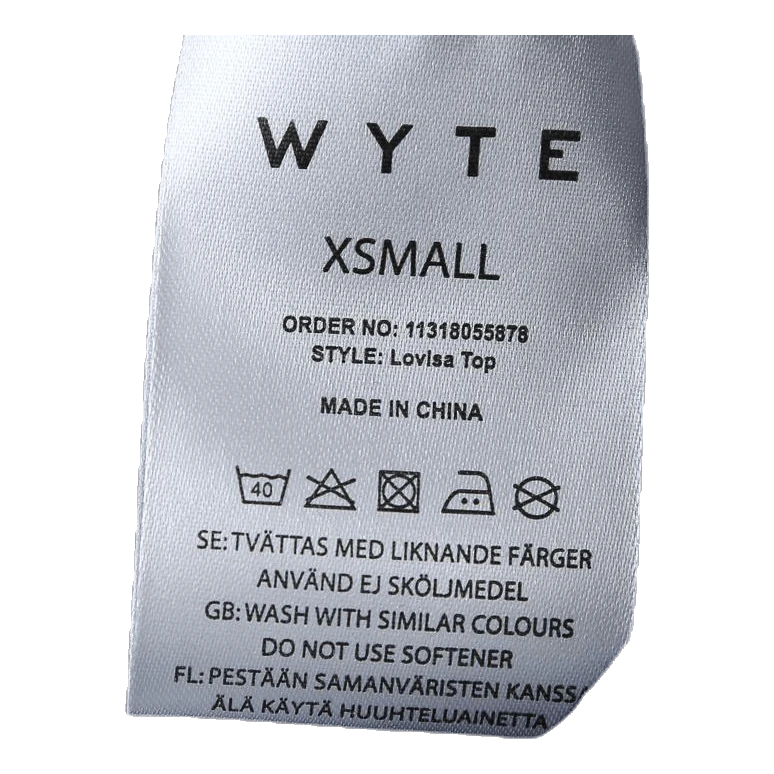 WYTE
XSMALL
ORDER NO: 11318055878
STYLE: Lovisa Top
MADE IN CHINA
40
SE: TVÄTTAS MED LIKNANDE FÄRGER
ANVÄND EJ SKÖLJMEDEL
GB: WASH WITH SIMILAR COLOURS
DO NOT USE SOFTENER
FL: PESTÄÄN SAMANVÄRISTEN KANSSA
ÄLÄ KÄYTÄ HUUHTELUAINETTA